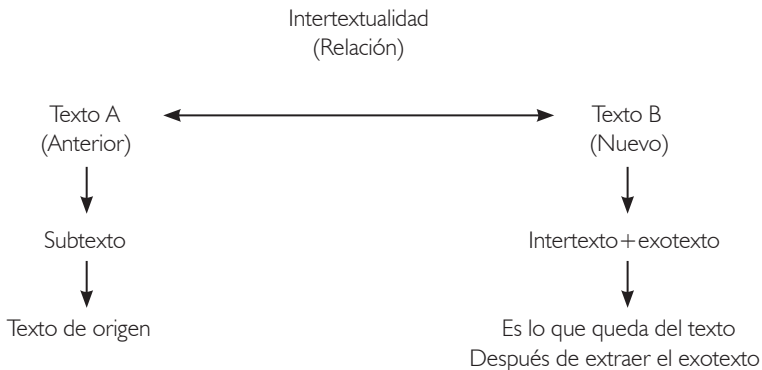 Intertextualidad
(Relación)
Texto A
(Anterior)
Texto B
(Nuevo)
Subtexto
Intertexto+exotexto
Texto de origen
Es lo que queda del texto
Después de extraer el exotexto